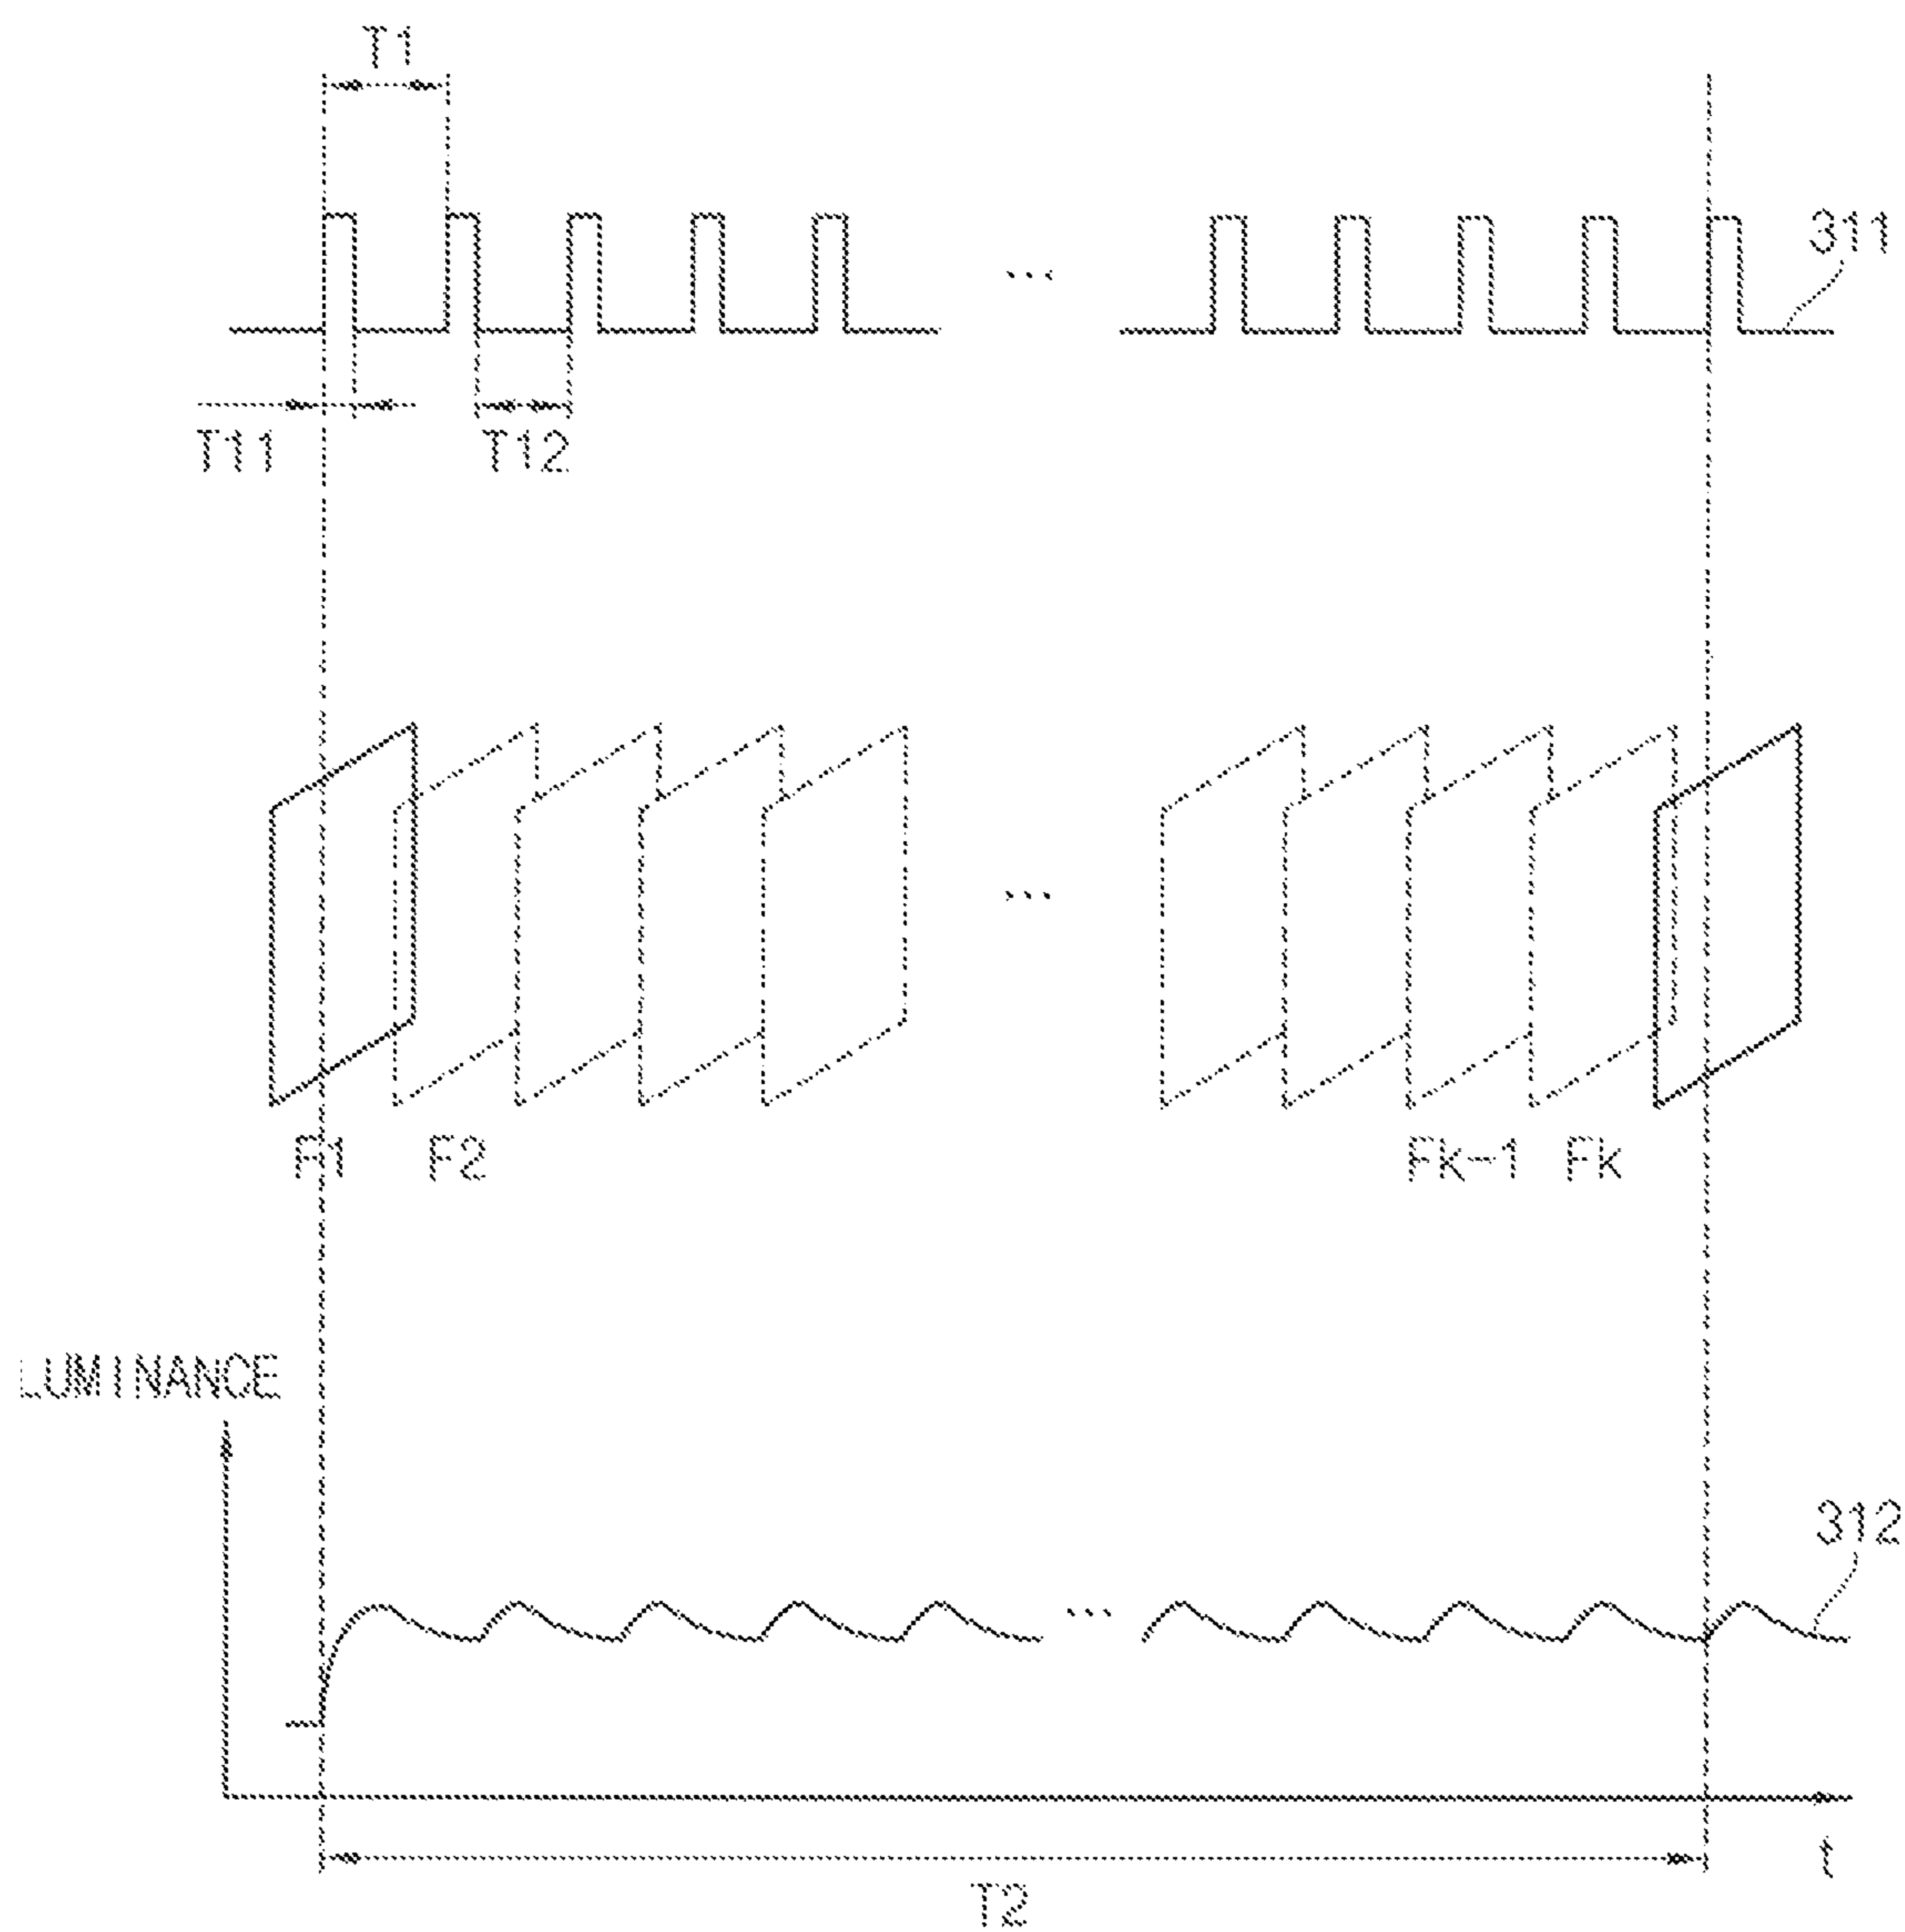 T1
311
...
T11
T12
...
F1
F2
Fk-1
Fk
LUMINANCE
312
...
t
T2